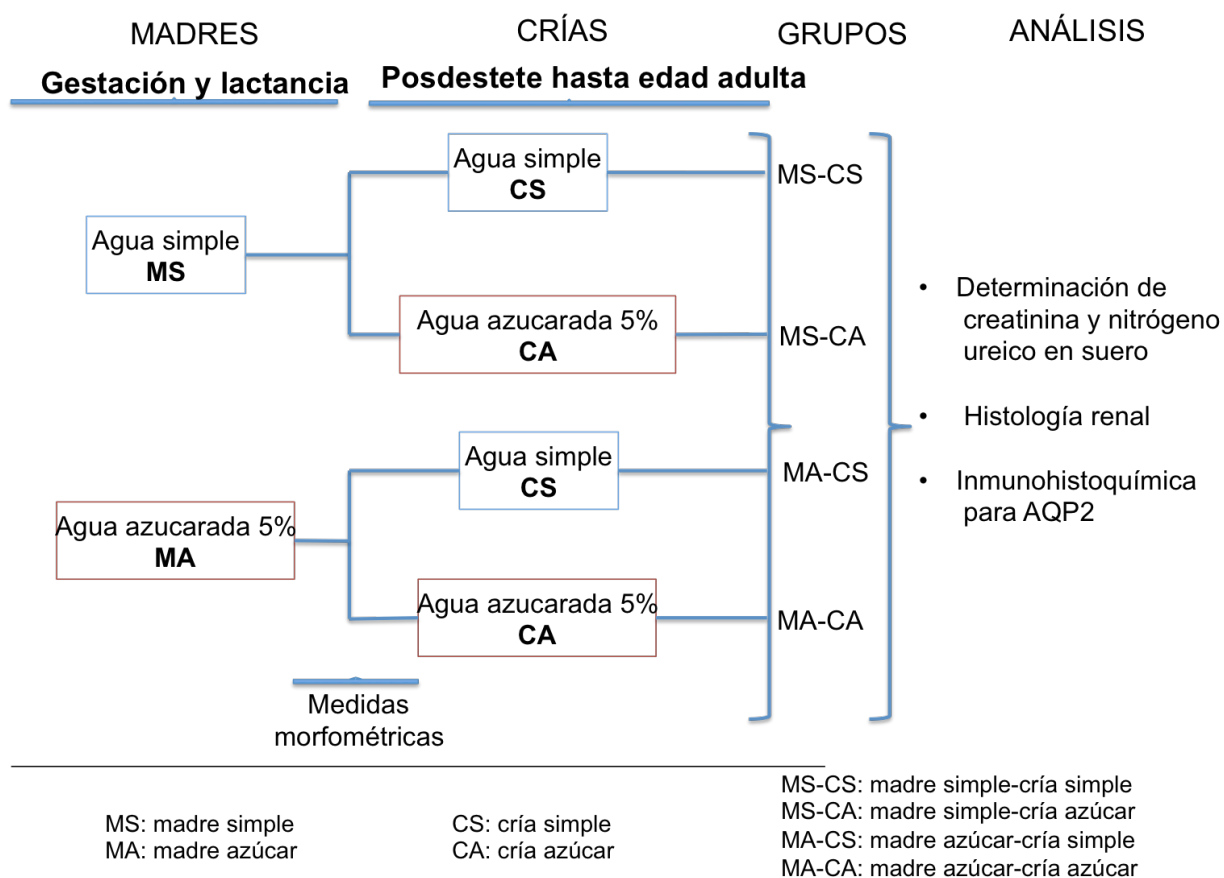 MADRES
CRÍAS
GRUPOS
ANÁLISIS
Gestación y lactancia
Posdestete hasta edad adulta
Agua simple
MS
Agua simple
CS
MS-CS
Agua azucarada 5%
CA
MS-CA
Agua azucarada 5%
MA
Agua simple
CS
MA-CS
Agua azucarada 5%
CA
MA-CA
• Determinación de
creatinina y nitrógeno
ureico en suero
• Histología renal
• Inmunohistoquímica
para AQP2
Medidas
morfométricas
MS: madre simple
MA: madre azúcar
CS: cría simple
CA: cría azúcar
MS-CS: madre simple-cría simple
MS-CA: madre simple-cría azúcar
MA-CS: madre azúcar-cría simple
MA-CA: madre azúcar-cría azúcar